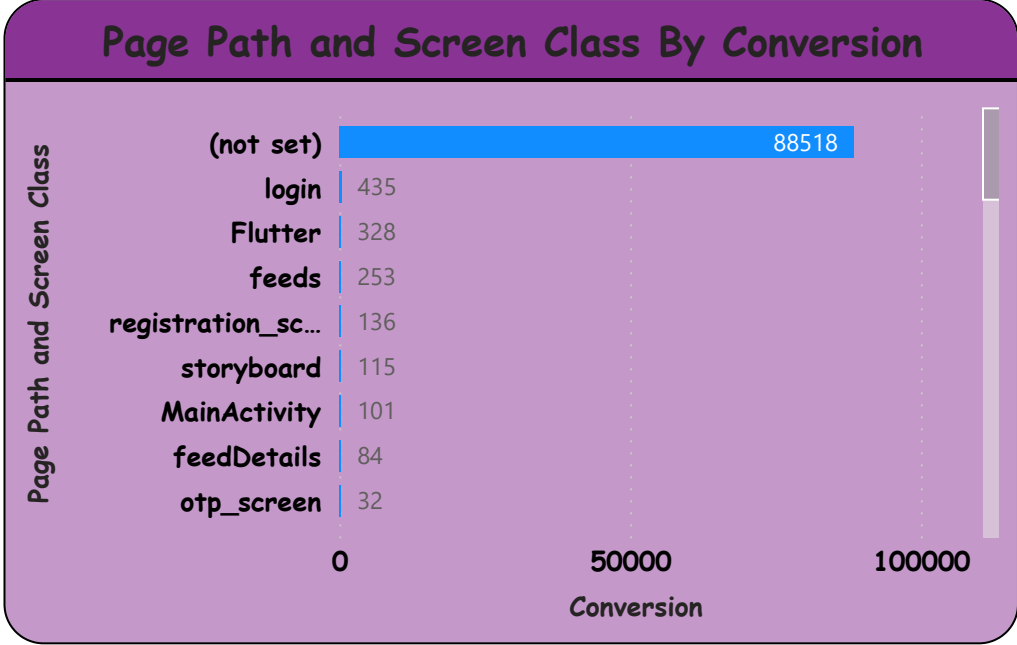 Page Path and Screen Class By Conversion
Page Path and Screen Class
(not set) 88518
login 435
Flutter 328
feeds 253
registration_sc... 136
storyboard 115
MainActivity 101
feedDetails 84
otp_screen 32
0 50000 100000
Conversion